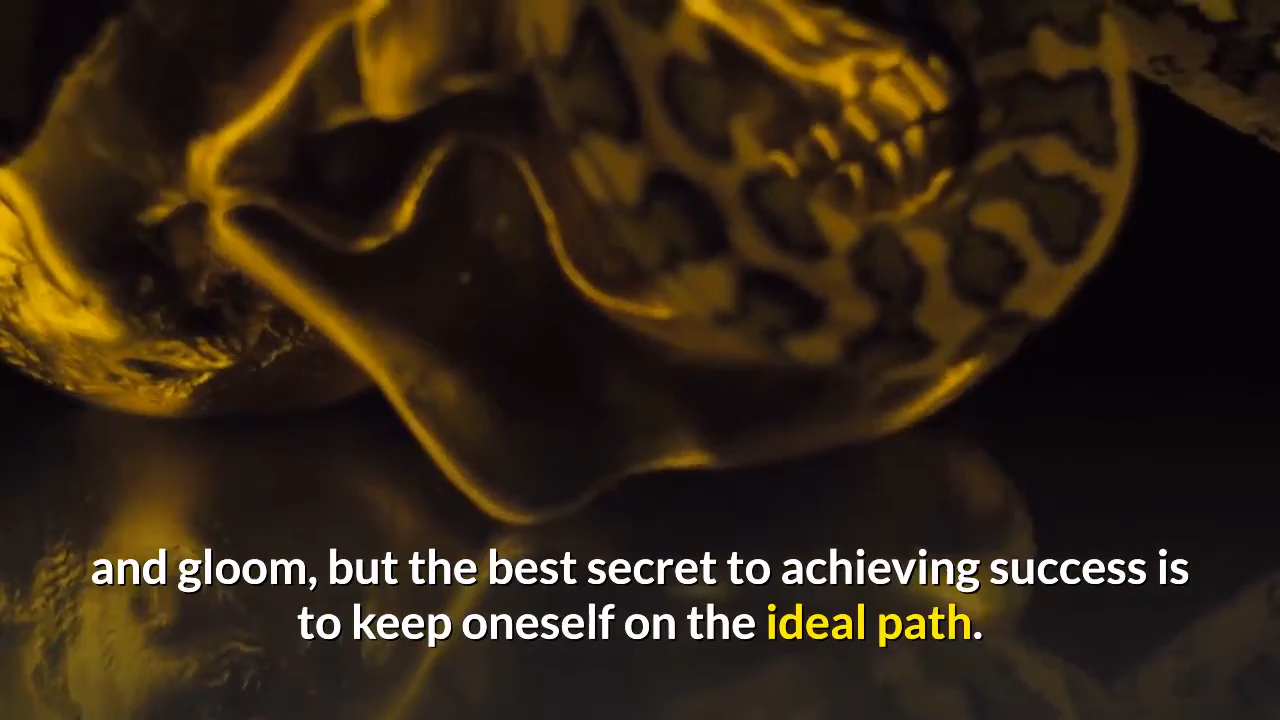 and gloom, but the best secret to achieving success is
to keep oneself on the ideal path.